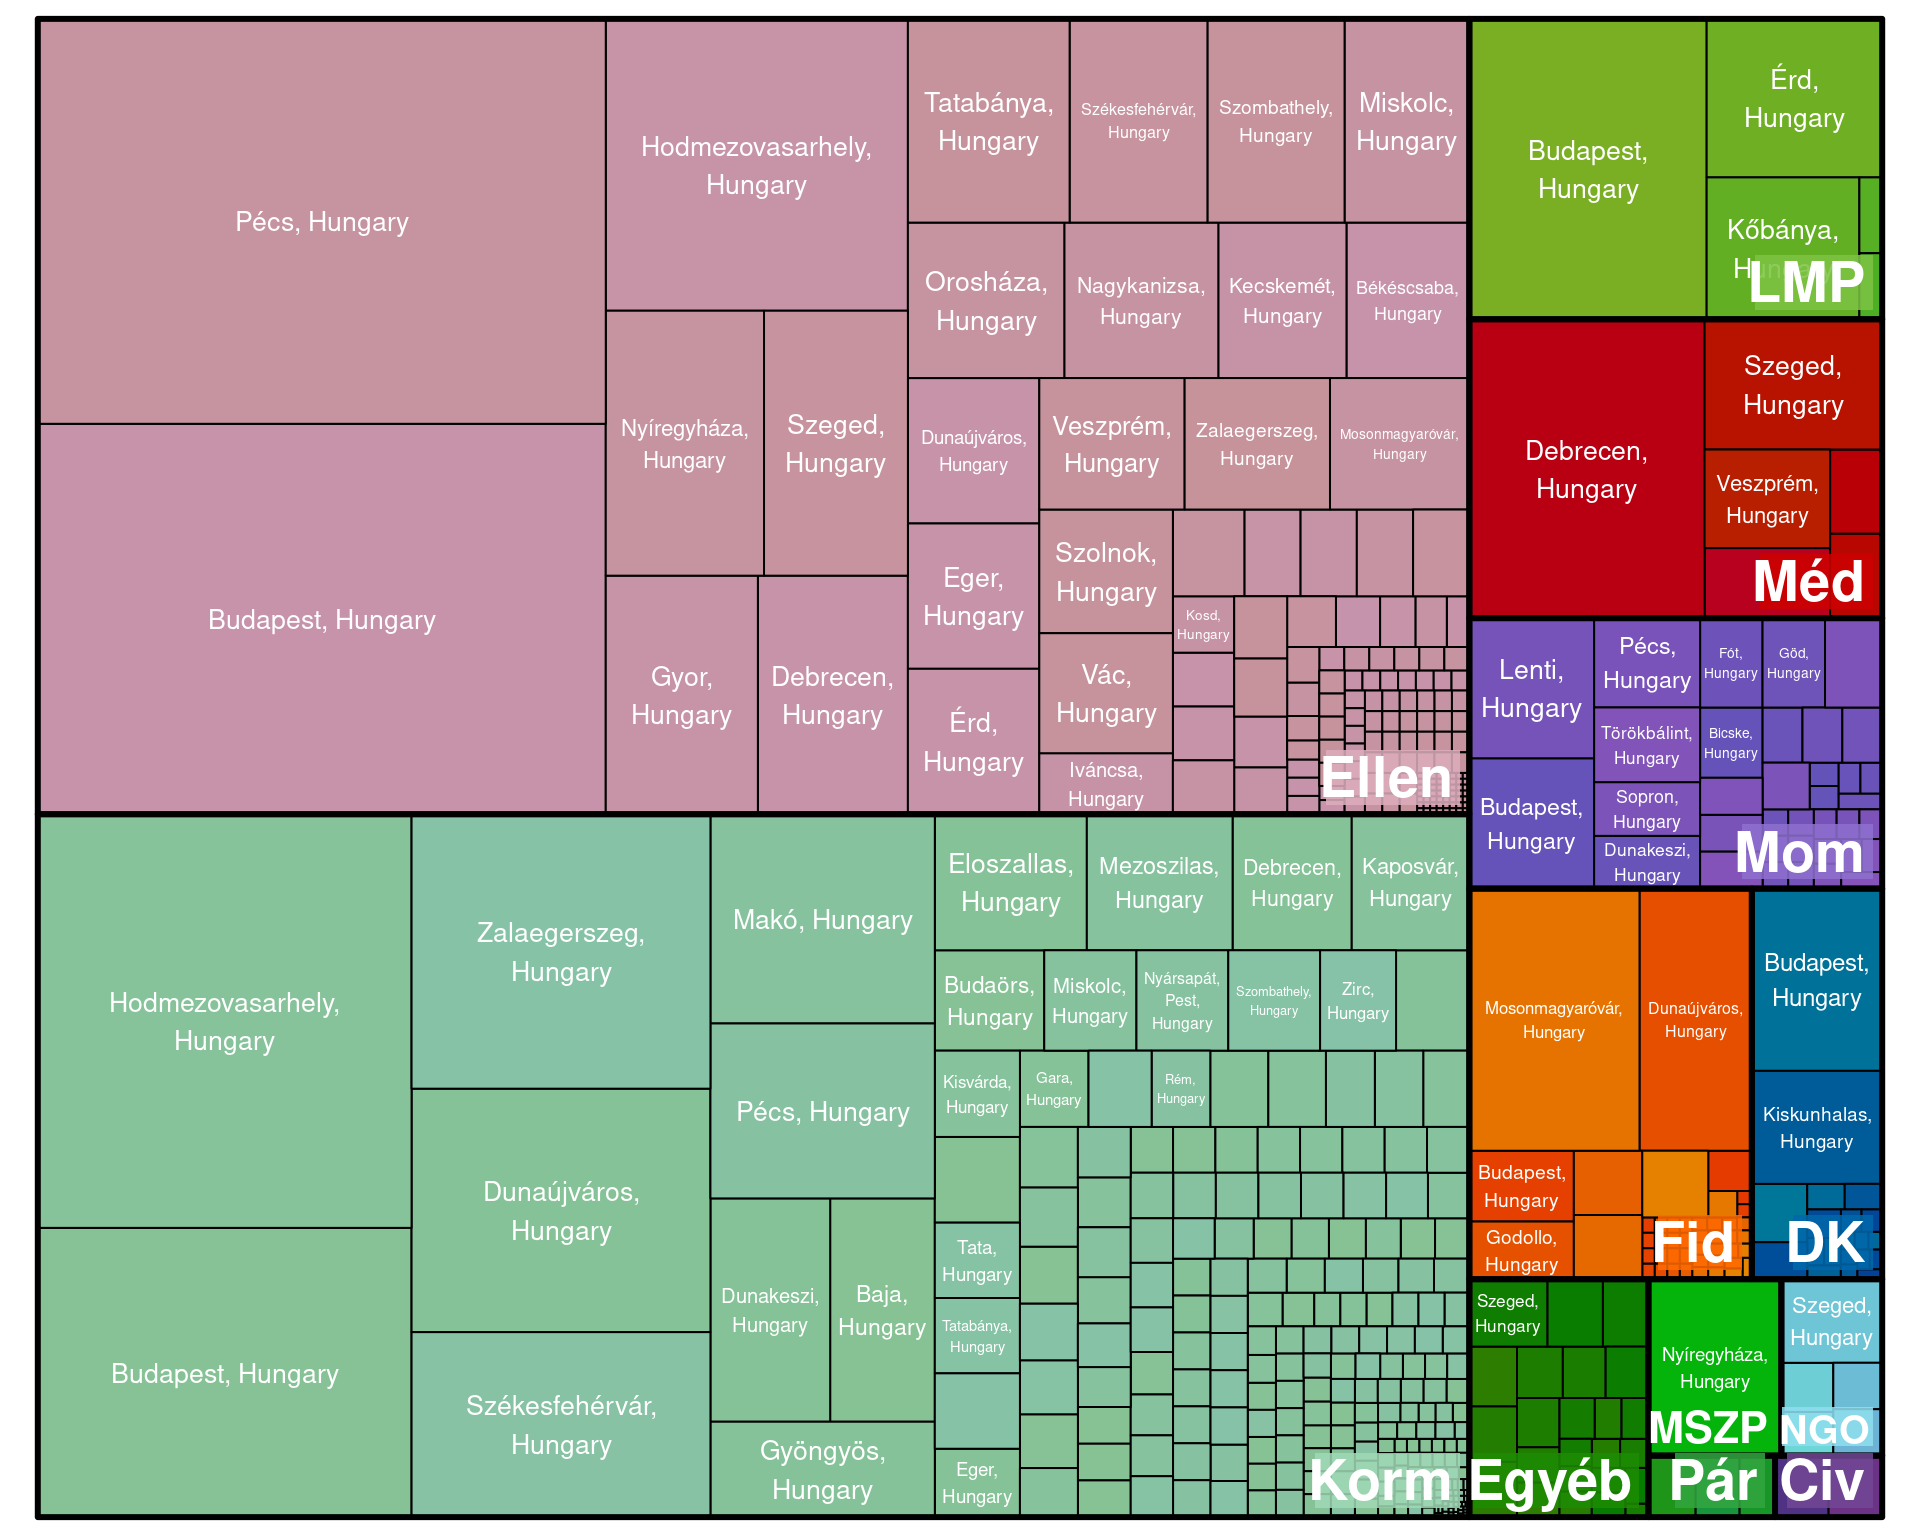 Pécs, Hungary
Budapest, Hungary
Hodmezovasarhely,
Hungary
Nyíregyháza,
Hungary
Szeged,
Hungary
Gyor,
Hungary
Debrecen,
Hungary
Tatabánya,
Hungary
Székesfehérvár,
Hungary
Szombathely,
Hungary
Miskolc,
Hungary
Orosháza,
Hungary
Nagykanizsa,
Hungary
Kecskemét,
Hungary
Békéscsaba,
Hungary
Dunaújváros,
Hungary
Veszprém,
Hungary
Zalaegerszeg,
Hungary
Mosonmagyaróvár,
Hungary
Eger,
Hungary
Szolnok,
Hungary
Kosd,
Hungary
Érd,
Hungary
Vác,
Hungary
Iváncsa,
Hungary
Ellen
Hodmezovasarhely,
Hungary
Budapest, Hungary
Zalaegerszeg,
Hungary
Dunaújváros,
Hungary
Székesfehérvár,
Hungary
Makó, Hungary
Pécs, Hungary
Dunakeszi,
Hungary
Baja,
Hungary
Gyöngyös,
Hungary
Eloszallas,
Hungary
Mezoszilas,
Hungary
Debrecen,
Hungary
Kaposvár,
Hungary
Budaörs,
Hungary
Miskolc,
Hungary
Nyársapát,
Pest,
Hungary
Szombathely,
Hungary
Zirc,
Hungary
Kisvárda,
Hungary
Gara,
Hungary
Rém,
Hungary
Tata,
Hungary
Tatabánya,
Hungary
Eger,
Hungary
Korm
Budapest,
Hungary
Érd,
Hungary
Kőbánya,
Hungary
LMP
Debrecen,
Hungary
Szeged,
Hungary
Veszprém,
Hungary
Méd
Lenti,
Hungary
Budapest,
Hungary
Pécs,
Hungary
Törökbálint,
Hungary
Sopron,
Hungary
Dunakeszi,
Hungary
Fót,
Hungary
Göd,
Hungary
Bicske,
Hungary
Mom
Mosonmagyaróvár,
Hungary
Dunaújváros,
Hungary
Budapest,
Hungary
Godollo,
Hungary
Fid
Budapest,
Hungary
Kiskunhalas,
Hungary
DK
Szeged,
Hungary
Egyéb
Nyíregyháza,
Hungary
MSZP
Szeged,
Hungary
NGO
Pár
Civ